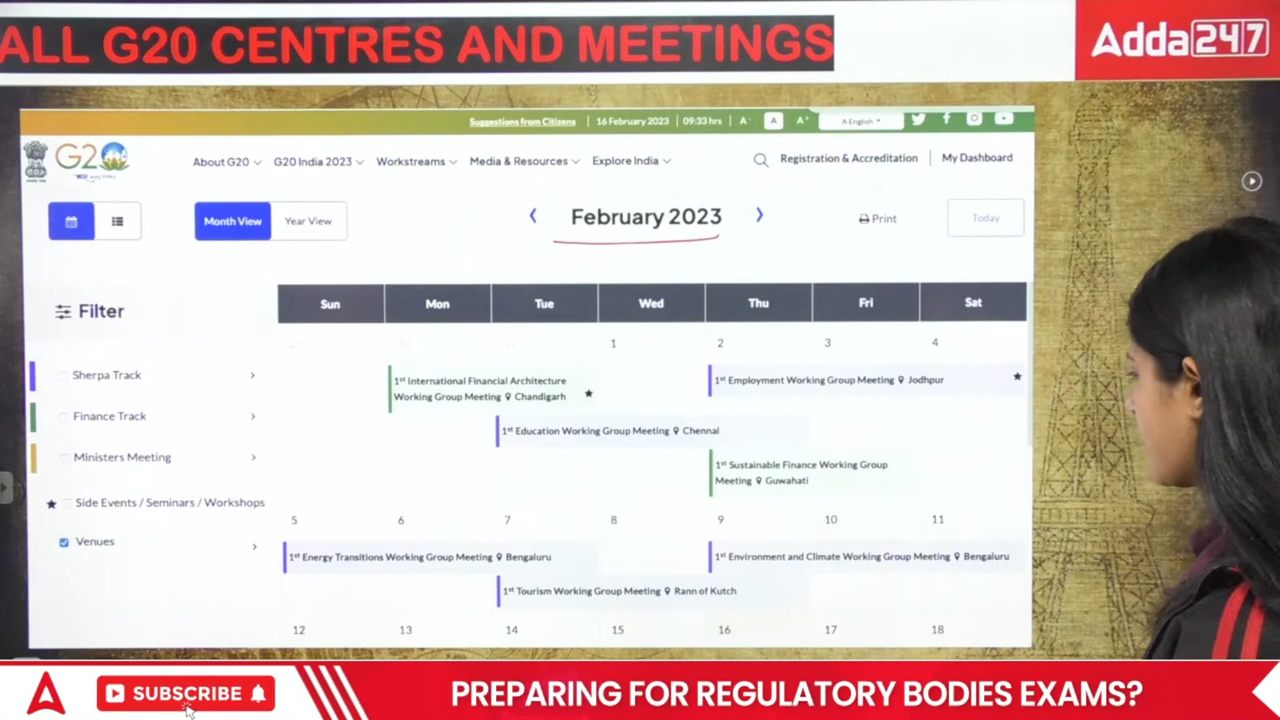 ALL G20 CENTRES AND MEETINGS
Adda247
Suggestions from Citizens | 16 February 2023 | 09:33 hrs | A- A A+ A English
G20
About G20 G20 India 2023 Workstreams Media & Resources Explore India Registration & Accreditation | My Dashboard
Month View Year View February 2023 Print Today
Filter
Sherpa Track
Finance Track
Ministers Meeting
Side Events / Seminars / Workshops
Venues
Sun Mon Tue Wed Thu Fri Sat
1 2 3 4
1st International Financial Architecture
Working Group Meeting Chandigarh
1st Employment Working Group Meeting Jodhpur
1st Education Working Group Meeting Chennai
1st Sustainable Finance Working Group
Meeting Guwahati
5 6 7 8 9 10 11
1st Energy Transitions Working Group Meeting Bengaluru
1st Environment and Climate Working Group Meeting Bengaluru
1st Tourism Working Group Meeting Rann of Kutch
12 13 14 15 16 17 18
SUBSCRIBE
PREPARING FOR REGULATORY BODIES EXAMS?